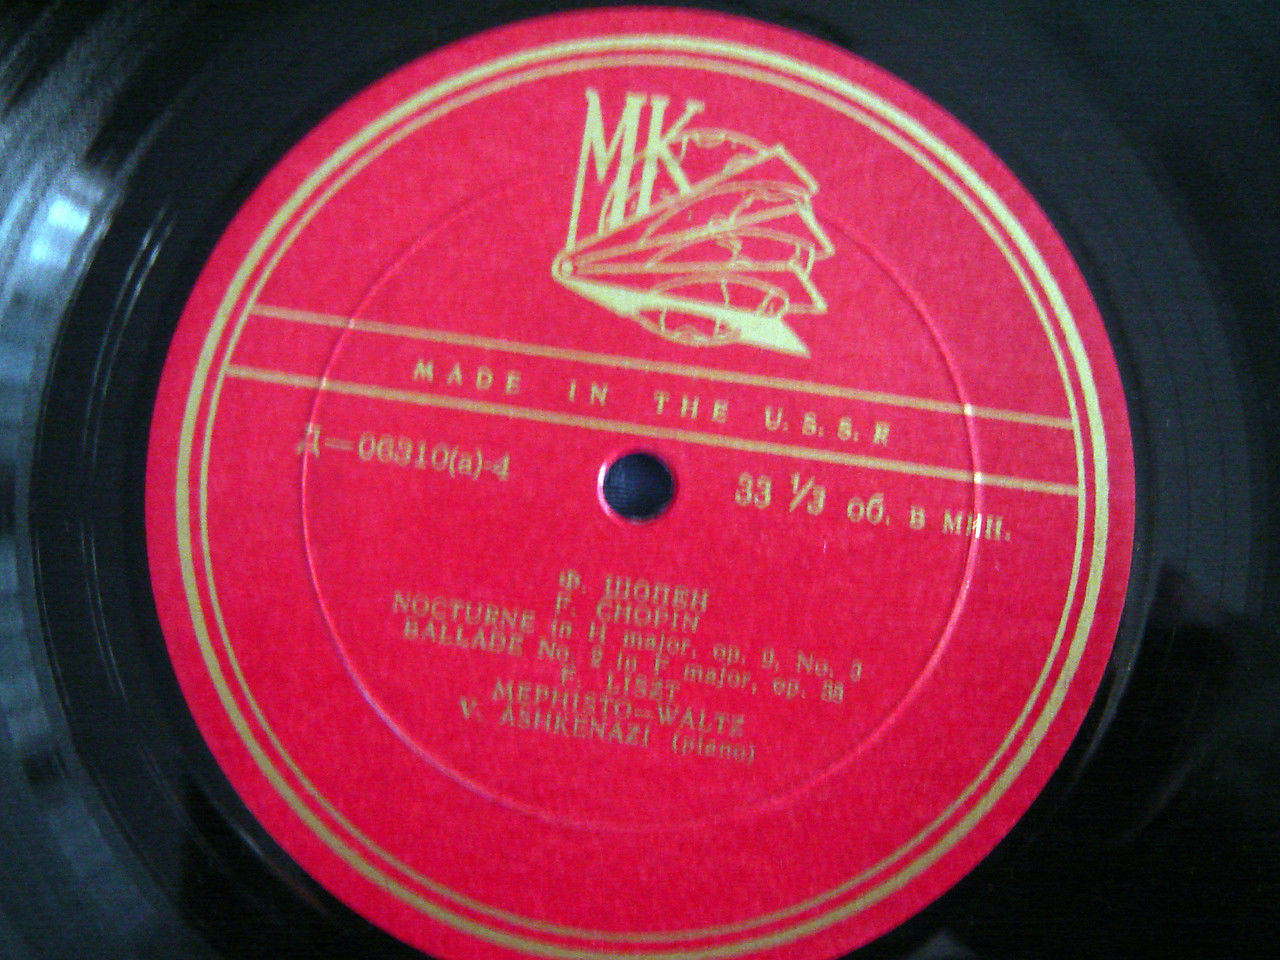 МК
MADE IN THE U.S.S.R
Д—06310(а)-4
33 ⅓ об. в мин.
Ф. ШОПЕН
F. CHOPIN
NOCTURNE in H major, op. 9, No. 3
BALLADE No. 2 in F major, op. 38
F. LISZT
MEPHISTO—WALTZ
V. ASHKENAZI (piano)